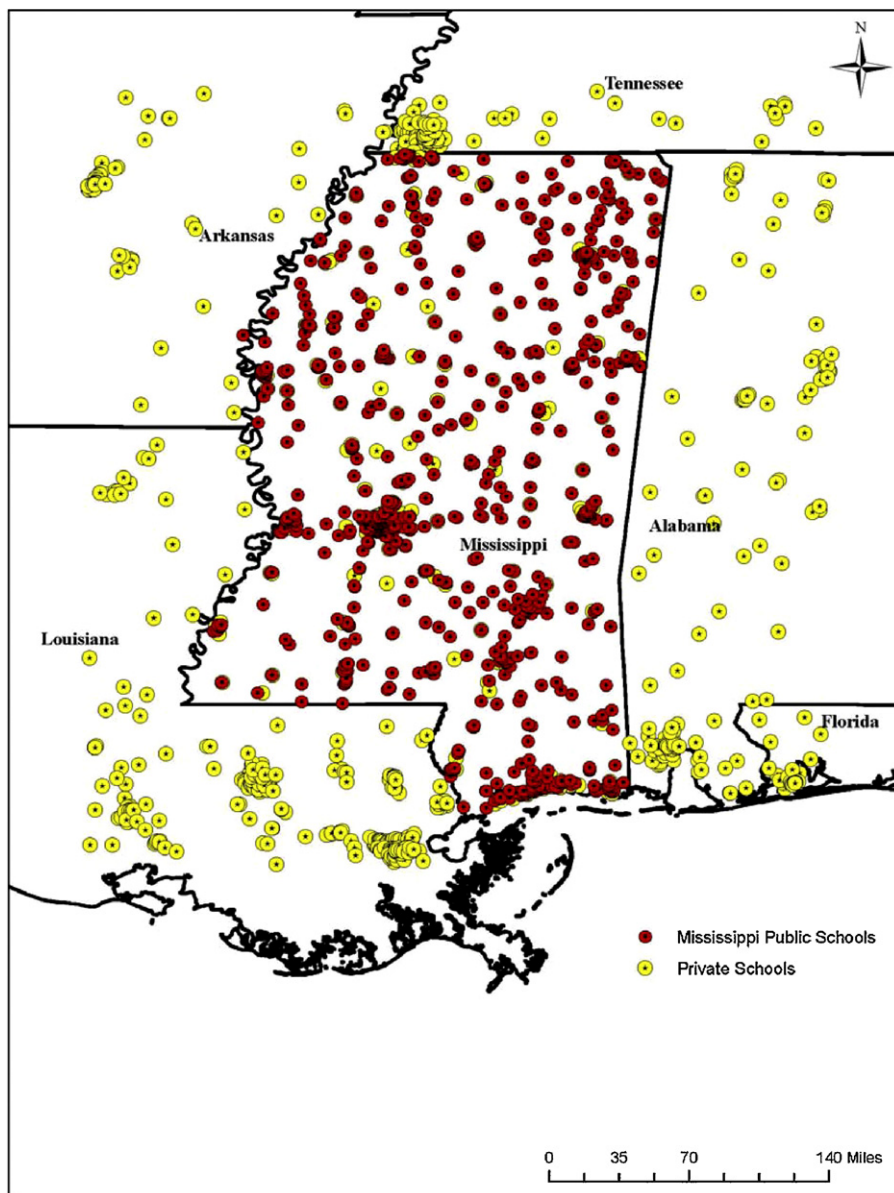 N
Tennessee
Arkansas
Mississippi
Alabama
Louisiana
Florida
Mississippi Public Schools
Private Schools
0 35 70 140 Miles